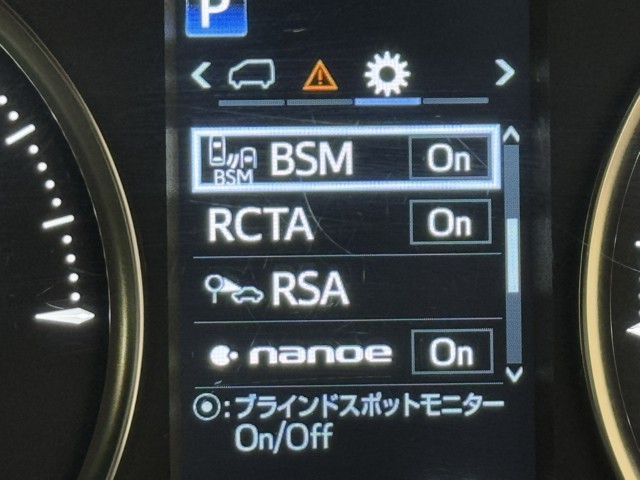 P
BSM
BSM On
RCTA On
RSA
nanoe On
◉:ブラインドスポットモニター
On/Off